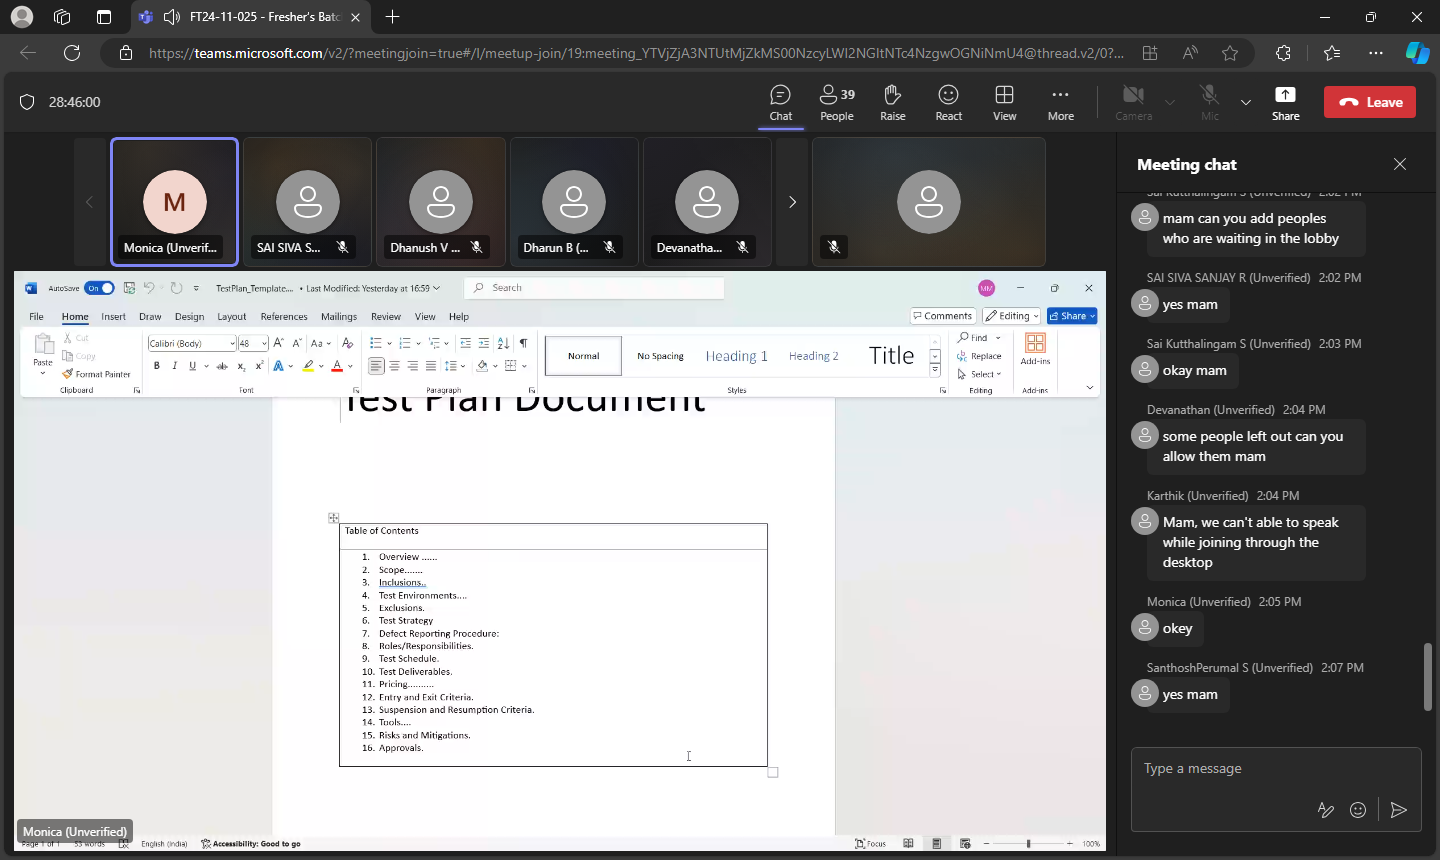 FT24-11-025 - Fresher's Batc
https://teams.microsoft.com/v2/?meetingjoin=true#/l/meetup-join/19:meeting_YTVjZjA3NTUtMjZkMS00NzcyLWI2NGItNTc4NzgwOGNiNmU4@thread.v2/0?...
28:46:00
Chat
39
People
Raise
React
View
More
Camera
Mic
Share
Leave
M
Monica (Unverif...
SAI SIVA S...
Dhanush V ...
Dharun B (...
Devanatha...
AutoSave On
TestPlan_Template.... • Last Modified: Yesterday at 16:59
Search
MM
File Home Insert Draw Design Layout References Mailings Review View Help
Comments
Editing
Share
Paste
Cut
Copy
Format Painter
Clipboard
Calibri (Body) 48
Font
Paragraph
Normal
No Spacing
Heading 1
Heading 2
Title
Styles
Find
Replace
Select
Editing
Add-ins
Add-ins
Test Plan Document
Table of Contents
1. Overview ......
2. Scope.......
3. Inclusions..
4. Test Environments....
5. Exclusions.
6. Test Strategy
7. Defect Reporting Procedure:
8. Roles/Responsibilities.
9. Test Schedule.
10. Test Deliverables.
11. Pricing..........
12. Entry and Exit Criteria.
13. Suspension and Resumption Criteria.
14. Tools....
15. Risks and Mitigations.
16. Approvals.
Monica (Unverified)
Page 1 of 1 53 words English (India) Accessibility: Good to go
Focus
100%
Meeting chat
Sai Kutthalingam S (Unverified) 2:02 PM
mam can you add peoples
who are waiting in the lobby
SAI SIVA SANJAY R (Unverified) 2:02 PM
yes mam
Sai Kutthalingam S (Unverified) 2:03 PM
okay mam
Devanathan (Unverified) 2:04 PM
some people left out can you
allow them mam
Karthik (Unverified) 2:04 PM
Mam, we can't able to speak
while joining through the
desktop
Monica (Unverified) 2:05 PM
okey
SanthoshPerumal S (Unverified) 2:07 PM
yes mam
Type a message